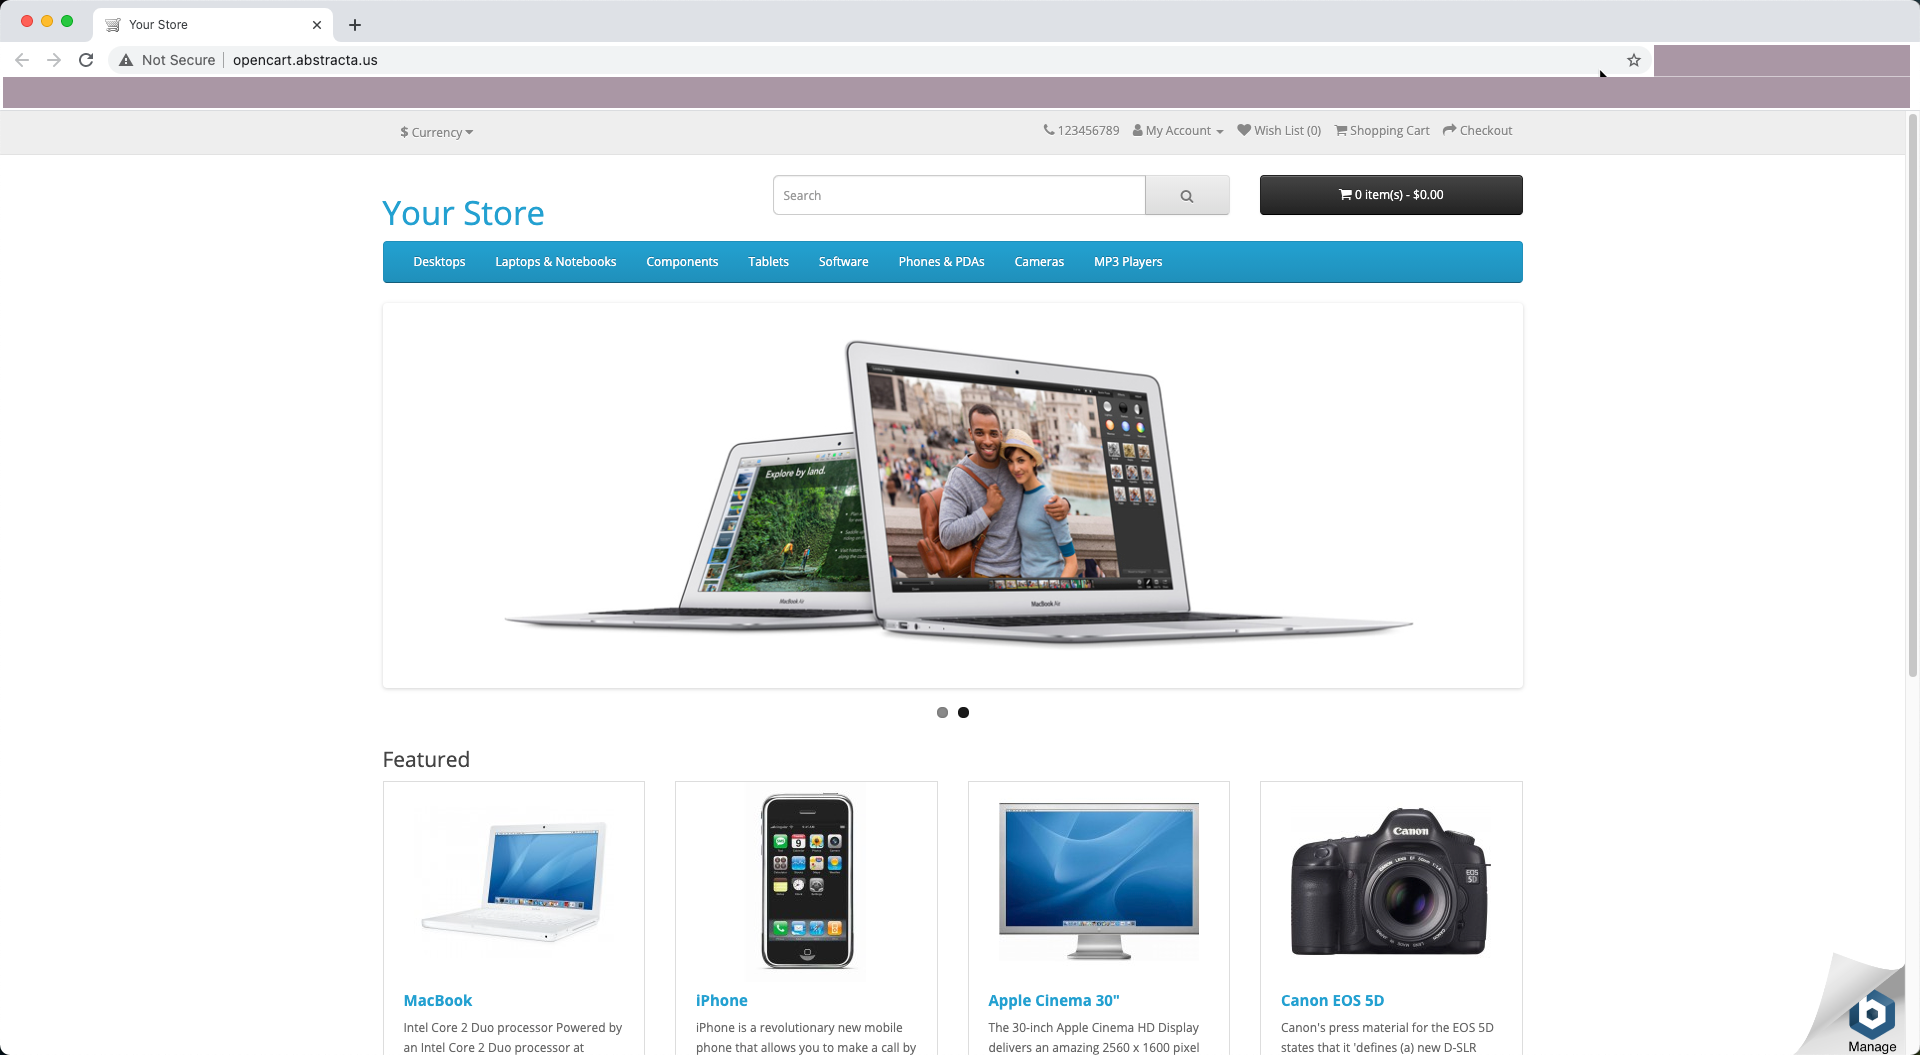 Your Store
Not Secure
opencart.abstracta.us
$ Currency
123456789
My Account
Wish List (0)
Shopping Cart
Checkout
Your Store
Search
0 item(s) - $0.00
Desktops
Laptops & Notebooks
Components
Tablets
Software
Phones & PDAs
Cameras
MP3 Players
Explore by land.
MacBook Air
MacBook Air
Featured
Canon
EOS
5D
MacBook
Intel Core 2 Duo processor Powered by
an Intel Core 2 Duo processor at
iPhone
iPhone is a revolutionary new mobile
phone that allows you to make a call by
Apple Cinema 30"
The 30-inch Apple Cinema HD Display
delivers an amazing 2560 x 1600 pixel
Canon EOS 5D
Canon's press material for the EOS 5D
states that it 'defines (a) new D-SLR
Manage